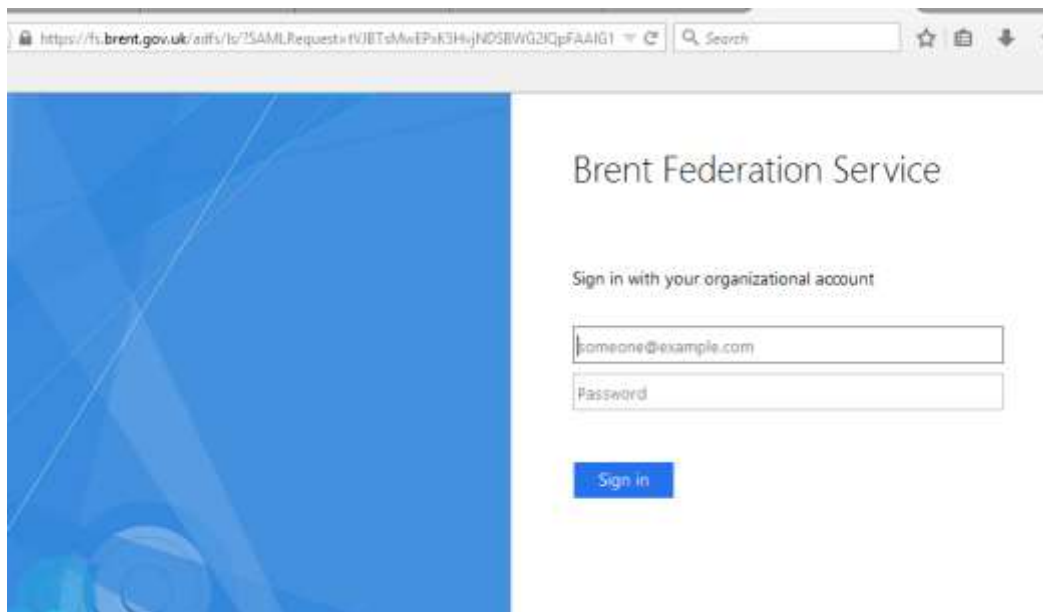 https://fs.brent.gov.uk/adfs/ls/?SAMLRequest=
Search
Brent Federation Service
Sign in with your organizational account
someone@example.com
Password
Sign in